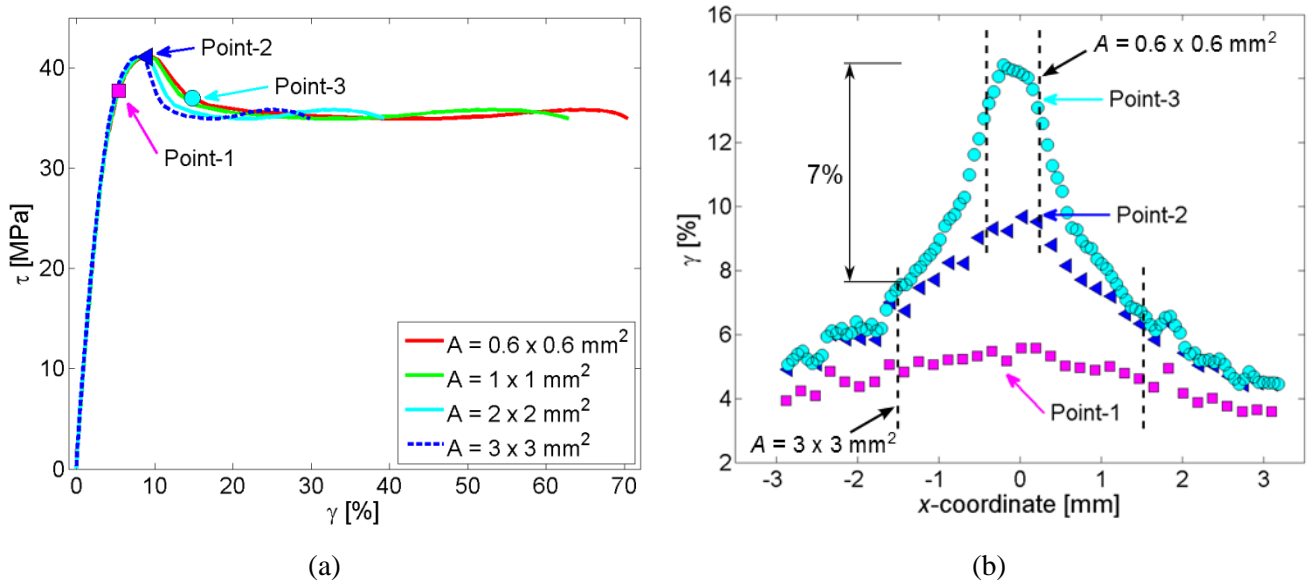 40
30
20
10
0
τ [MPa]
0 10 20 30 40 50 60 70
γ [%]
Point-2
Point-3
Point-1
A = 0.6 x 0.6 mm²
A = 1 x 1 mm²
A = 2 x 2 mm²
A = 3 x 3 mm²
(a)
16
14
12
10
8
6
4
2
γ [%]
-3 -2 -1 0 1 2 3
x-coordinate [mm]
A = 0.6 x 0.6 mm²
Point-3
7%
Point-2
Point-1
A = 3 x 3 mm²
(b)